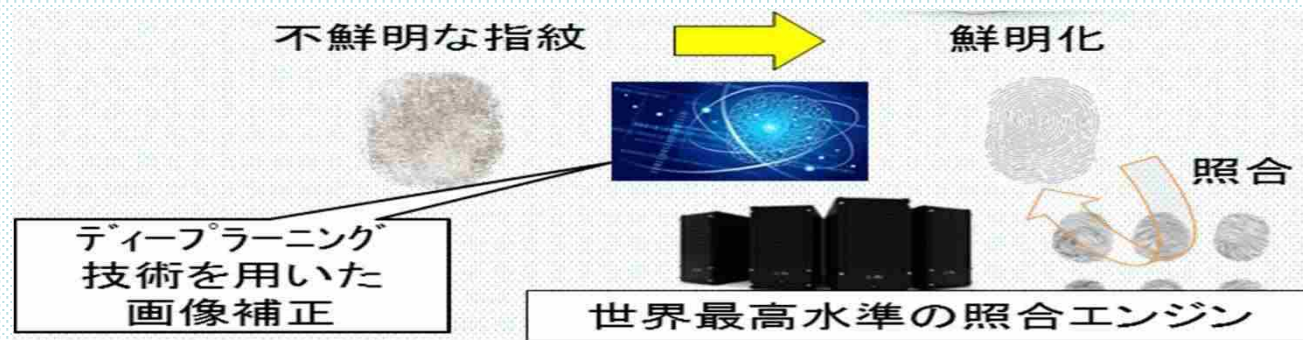 不鮮明な指紋
鮮明化
照合
ディープラーニング
技術を用いた
画像補正
世界最高水準の照合エンジン